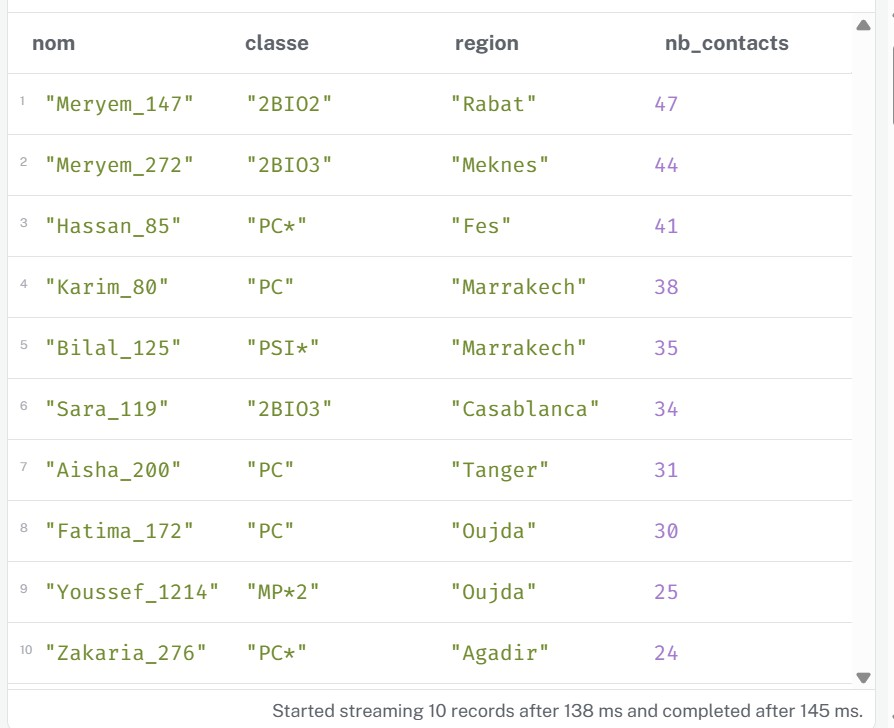 nom classe region nb_contacts
1 "Meryem_147" "2BIO2" "Rabat" 47
2 "Meryem_272" "2BIO3" "Meknes" 44
3 "Hassan_85" "PC*" "Fes" 41
4 "Karim_80" "PC" "Marrakech" 38
5 "Bilal_125" "PSI*" "Marrakech" 35
6 "Sara_119" "2BIO3" "Casablanca" 34
7 "Aisha_200" "PC" "Tanger" 31
8 "Fatima_172" "PC" "Oujda" 30
9 "Youssef_1214" "MP*2" "Oujda" 25
10 "Zakaria_276" "PC*" "Agadir" 24
Started streaming 10 records after 138 ms and completed after 145 ms.